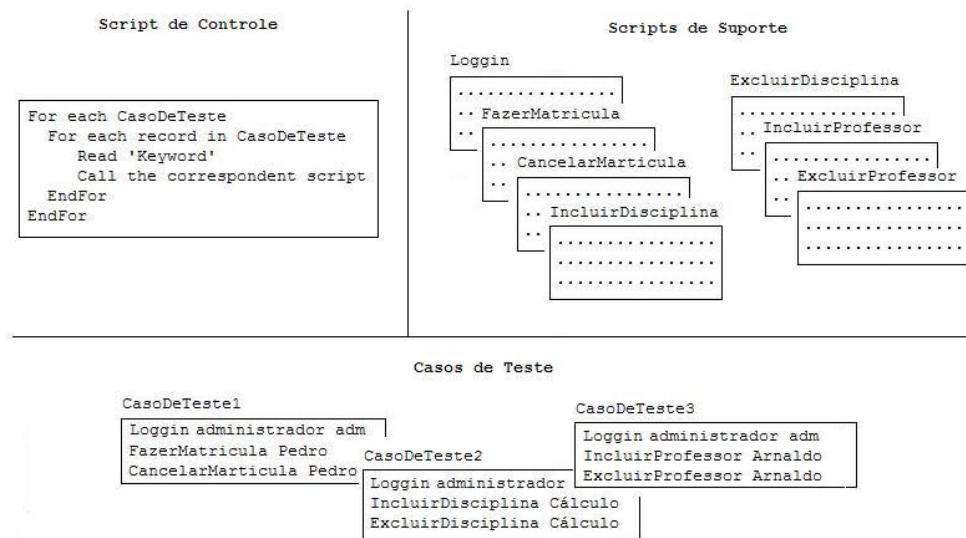 Script de Controle
For each CasoDeTeste
For each record in CasoDeTeste
Read 'Keyword'
Call the correspondent script
EndFor
EndFor
Scripts de Suporte
Loggin
................
..
..
FazerMatricula
................
..
..
CancelarMarticula
................
..
..
IncluirDisciplina
................
................
................
ExcluirDisciplina
................
..
..
IncluirProfessor
................
..
..
ExcluirProfessor
................
................
................
Casos de Teste
CasoDeTeste1
Loggin administrador adm
FazerMatricula Pedro
CancelarMarticula Pedro
CasoDeTeste2
Loggin administrador
IncluirDisciplina Cálculo
ExcluirDisciplina Cálculo
CasoDeTeste3
Loggin administrador adm
IncluirProfessor Arnaldo
ExcluirProfessor Arnaldo